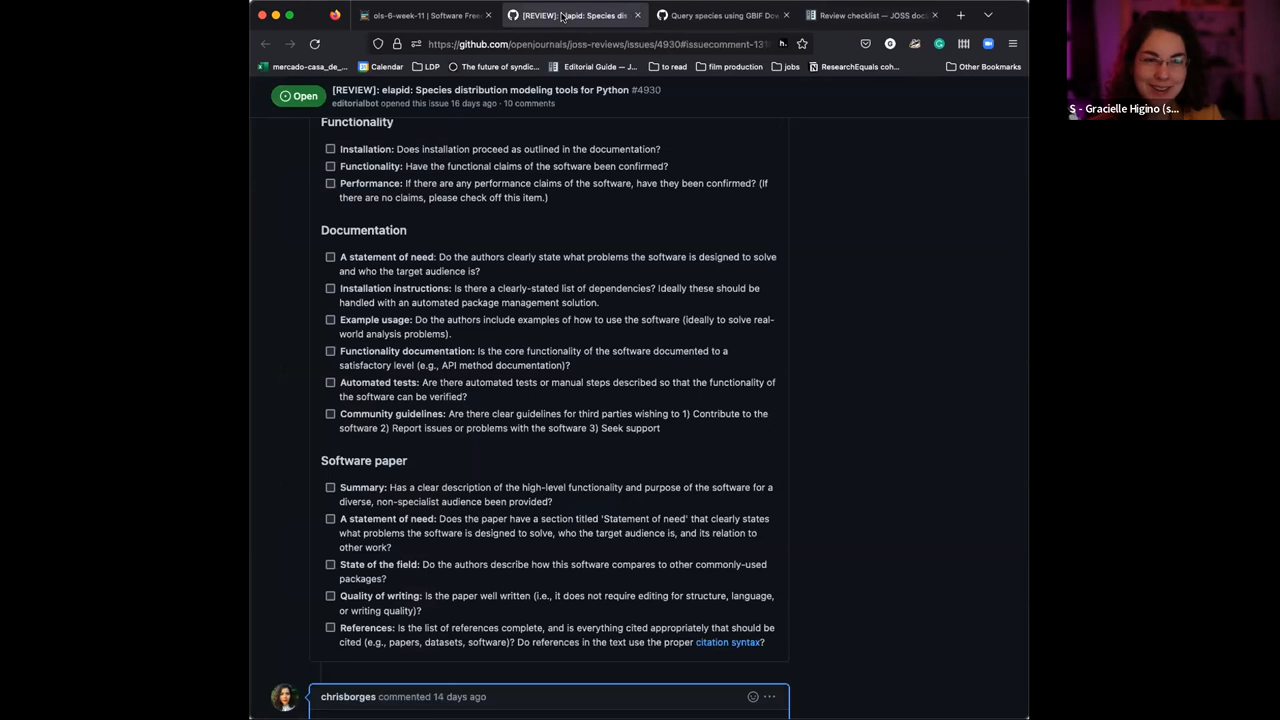 ols-6-week-11 | Software Free
[REVIEW]: elapid: Species dis
Query species using GBIF Dow
Review checklist — JOSS docu
https://github.com/openjournals/joss-reviews/issues/4930#issuecomment-131
mercado-casa_de_...
Calendar
LDP
The future of syndic...
Editorial Guide — J...
to read
film production
jobs
ResearchEquals coh...
Other Bookmarks
S - Gracielle Higino (s...
Open
[REVIEW]: elapid: Species distribution modeling tools for Python #4930
editorialbot opened this issue 16 days ago · 10 comments
Functionality
Installation: Does installation proceed as outlined in the documentation?
Functionality: Have the functional claims of the software been confirmed?
Performance: If there are any performance claims of the software, have they been confirmed? (If
there are no claims, please check off this item.)
Documentation
A statement of need: Do the authors clearly state what problems the software is designed to solve
and who the target audience is?
Installation instructions: Is there a clearly-stated list of dependencies? Ideally these should be
handled with an automated package management solution.
Example usage: Do the authors include examples of how to use the software (ideally to solve real-
world analysis problems).
Functionality documentation: Is the core functionality of the software documented to a
satisfactory level (e.g., API method documentation)?
Automated tests: Are there automated tests or manual steps described so that the functionality of
the software can be verified?
Community guidelines: Are there clear guidelines for third parties wishing to 1) Contribute to the
software 2) Report issues or problems with the software 3) Seek support
Software paper
Summary: Has a clear description of the high-level functionality and purpose of the software for a
diverse, non-specialist audience been provided?
A statement of need: Does the paper have a section titled 'Statement of need' that clearly states
what problems the software is designed to solve, who the target audience is, and its relation to
other work?
State of the field: Do the authors describe how this software compares to other commonly-used
packages?
Quality of writing: Is the paper well written (i.e., it does not require editing for structure, language,
or writing quality)?
References: Is the list of references complete, and is everything cited appropriately that should be
cited (e.g., papers, datasets, software)? Do references in the text use the proper citation syntax?
chrisborges commented 14 days ago